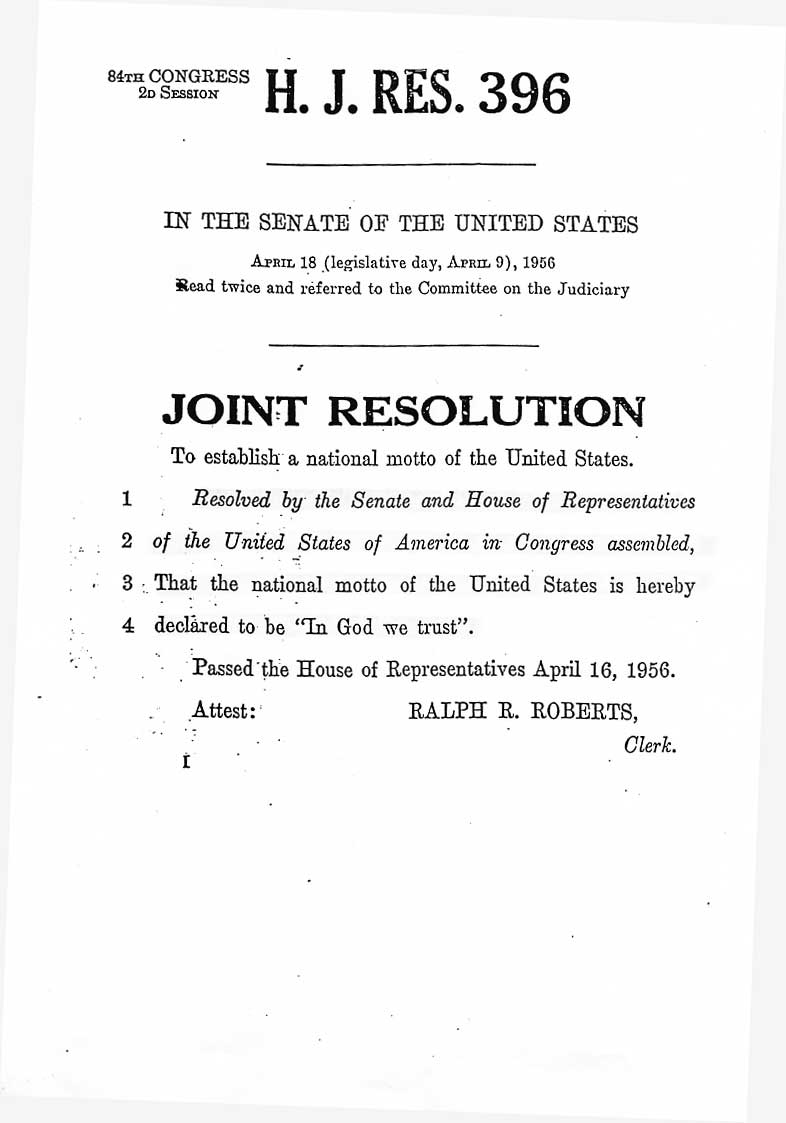 84TH CONGRESS
2D SESSION
H. J. RES. 396
IN THE SENATE OF THE UNITED STATES
APRIL 18 (legislative day, APRIL 9), 1956
Read twice and referred to the Committee on the Judiciary
JOINT RESOLUTION
To establish a national motto of the United States.
1 Resolved by the Senate and House of Representatives
2 of the United States of America in Congress assembled,
3 That the national motto of the United States is hereby
4 declared to be “In God we trust”.
Passed the House of Representatives April 16, 1956.
Attest: RALPH R. ROBERTS,
Clerk.
I